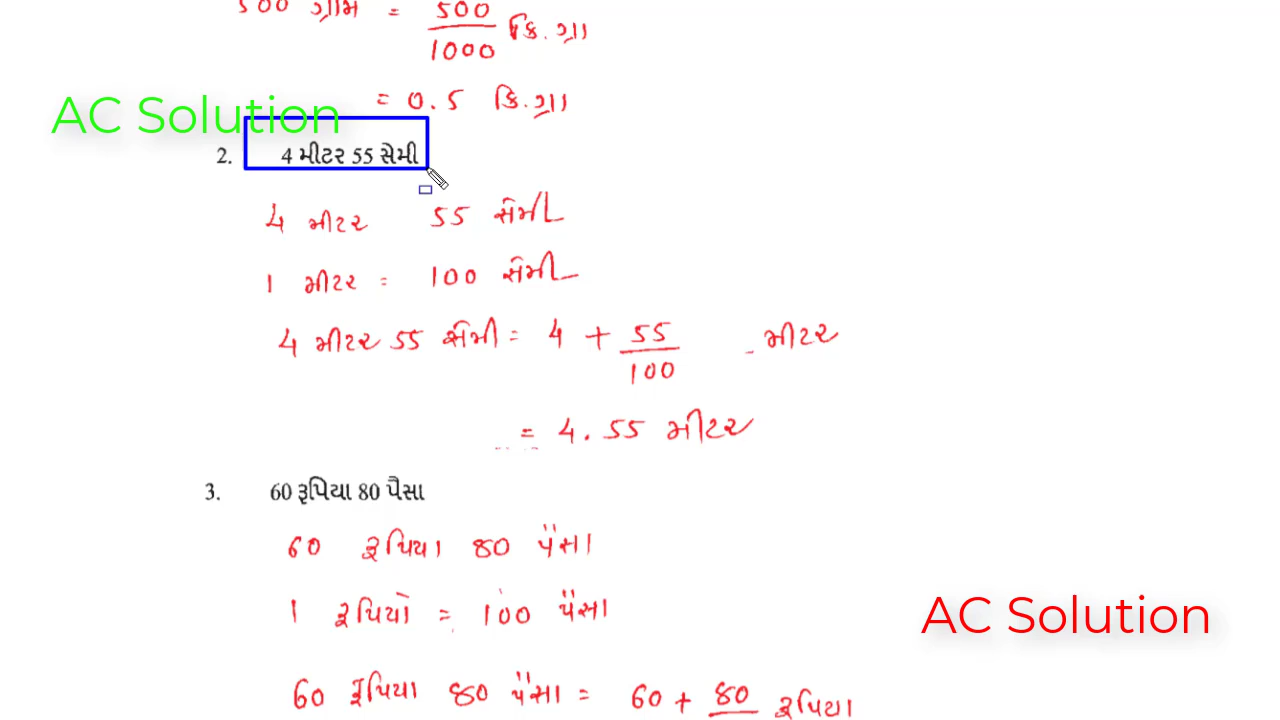 500 ગ્રામ = 500/1000 કિ.ગ્રા
= 0.5 કિ.ગ્રા
AC Solution
2. 4 મીટર 55 સેમી
4 મીટર 55 સેમી
1 મીટર = 100 સેમી
4 મીટર 55 સેમી = 4 + 55/100 મીટર
= 4.55 મીટર
3. 60 રૂપિયા 80 પૈસા
60 રૂપિયા 80 પૈસા
1 રૂપિયો = 100 પૈસા
AC Solution
60 રૂપિયા 80 પૈસા = 60 + 80 રૂપિયા